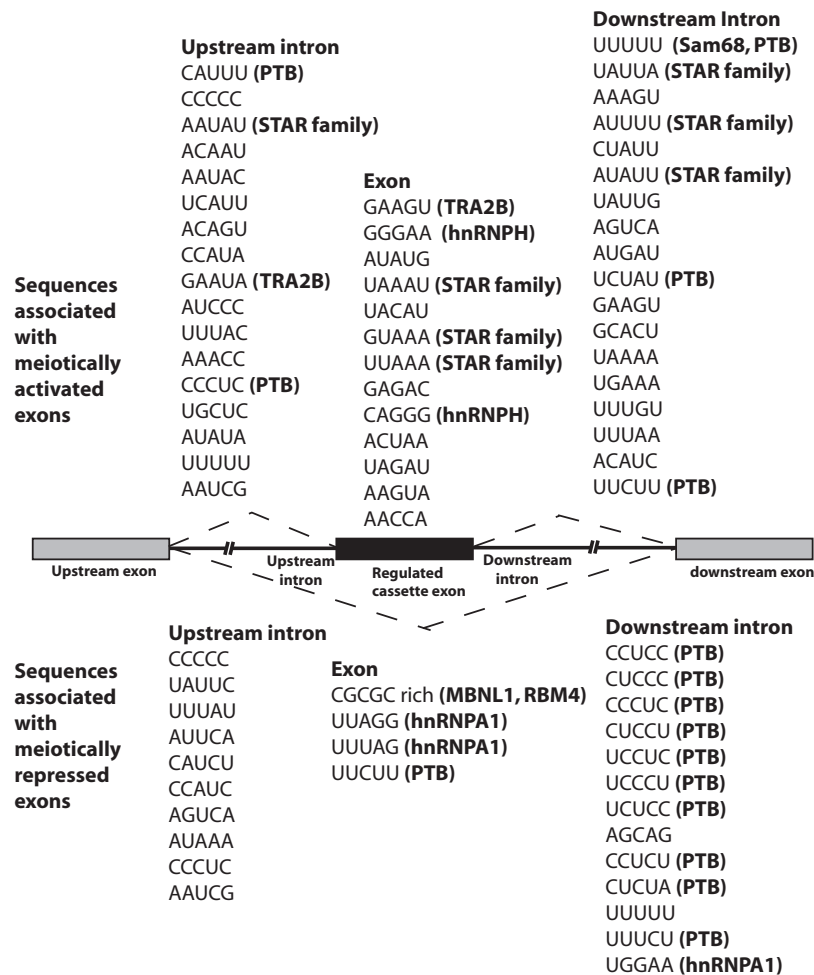 Upstream intron
CAUUU (PTB)
CCCCC
AAUAU (STAR family)
ACAAU
AAUAC
UCAUU
ACAGU
CCAUA
GAAUA (TRA2B)
AUCCC
UUUAC
AAACC
CCCUC (PTB)
UGCUC
AUAUA
UUUUU
AAUCG
Exon
GAAGU (TRA2B)
GGGAA (hnRNPH)
AUAUG
UAAAU (STAR family)
UACAU
GUAAA (STAR family)
UUAAA (STAR family)
GAGAC
CAGGG (hnRNPH)
ACUAA
UAGAU
AAGUA
AACCA
Downstream Intron
UUUUU (Sam68, PTB)
UAUUA (STAR family)
AAAGU
AUUUU (STAR family)
CUAUU
AUAUU (STAR family)
UAUUG
AGUCA
AUGAU
UCUAU (PTB)
GAAGU
GCACU
UAAAA
UGAAA
UUUGU
UUUAA
ACAUC
UUCUU (PTB)
Sequences
associated
with
meiotically
activated
exons
Upstream exon
Upstream
intron
Regulated
cassette exon
Downstream
intron
downstream exon
Sequences
associated
with
meiotically
repressed
exons
Upstream intron
CCCCC
UAUUC
UUUAU
AUUCA
CAUCU
CCAUC
AGUCA
AUAAA
CCCUC
AAUCG
Exon
CGCGC rich (MBNL1, RBM4)
UUAGG (hnRNPA1)
UUUAG (hnRNPA1)
UUCUU (PTB)
Downstream intron
CCUCC (PTB)
CUCCC (PTB)
CCCUC (PTB)
CUCCU (PTB)
UCCUC (PTB)
UCCCU (PTB)
UCUCC (PTB)
AGCAG
CCUCU (PTB)
CUCUA (PTB)
UUUUU
UUUCU (PTB)
UGGAA (hnRNPA1)